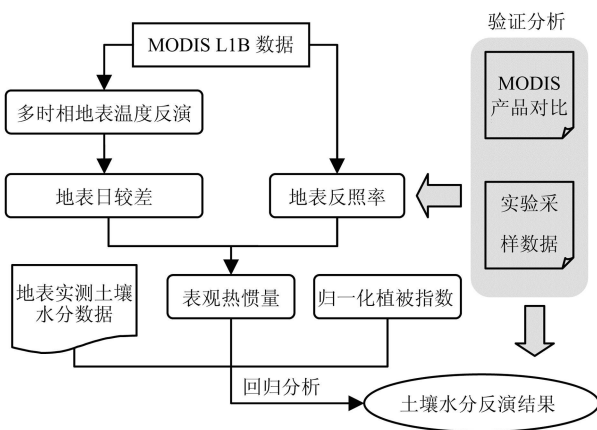 验证分析
MODIS L1B 数据
MODIS
产品对比
多时相地表温度反演
地表日较差
地表反照率
实验采
样数据
地表实测土壤
水分数据
表观热惯量
归一化植被指数
回归分析
土壤水分反演结果